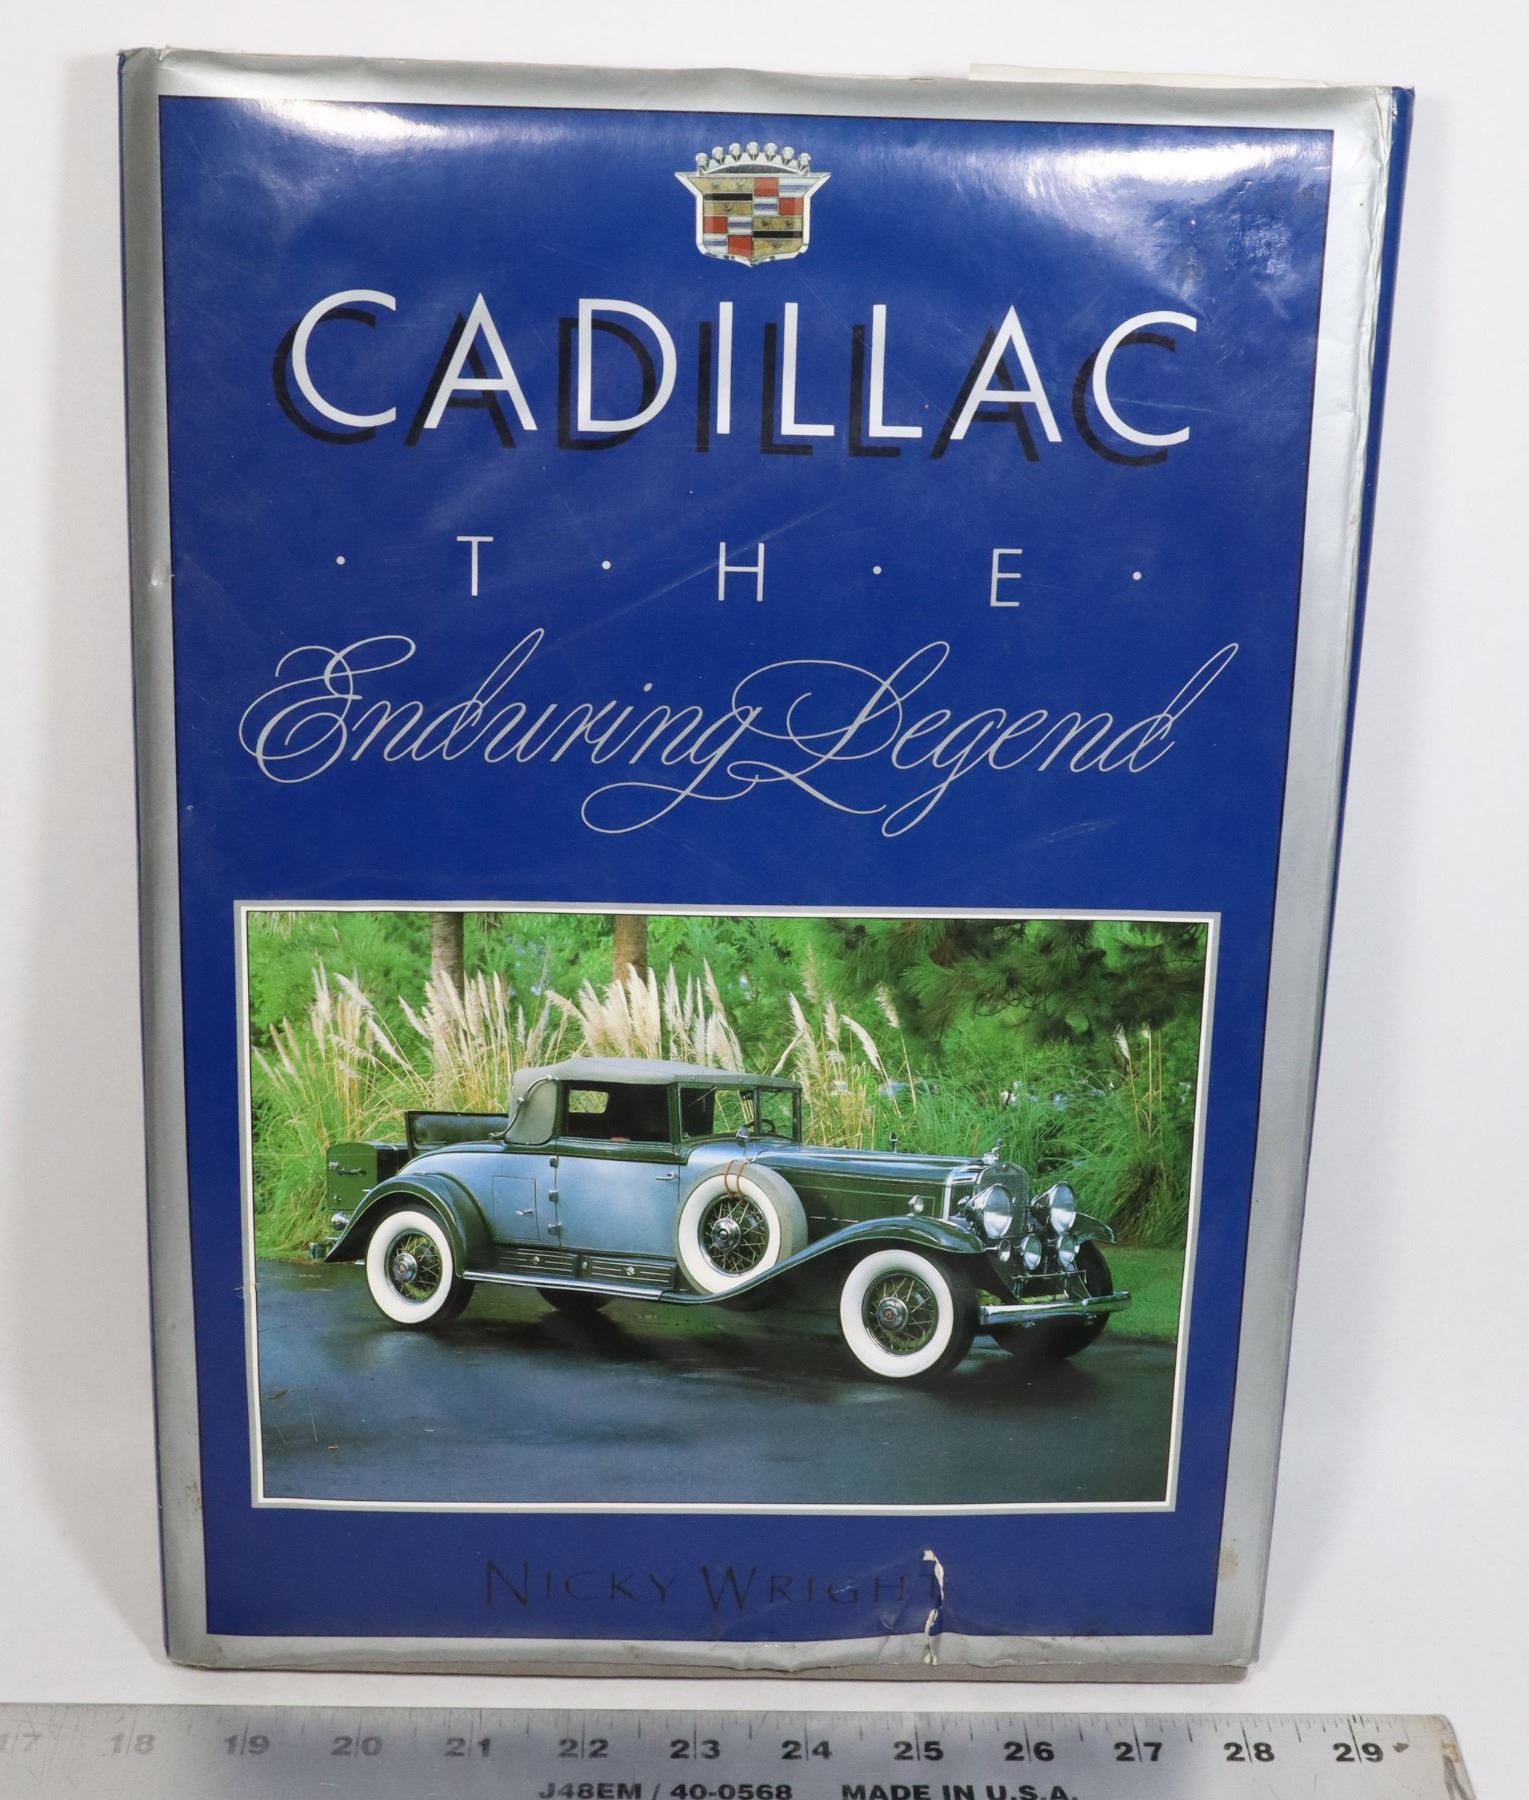 CADILLAC
· T · H · E ·
Enduring Legend
NICKY WRIGHT
17 18 19 20 21 22 23 24 25 26 27 28 29
J48EM / 40-0568 MADE IN U.S.A.